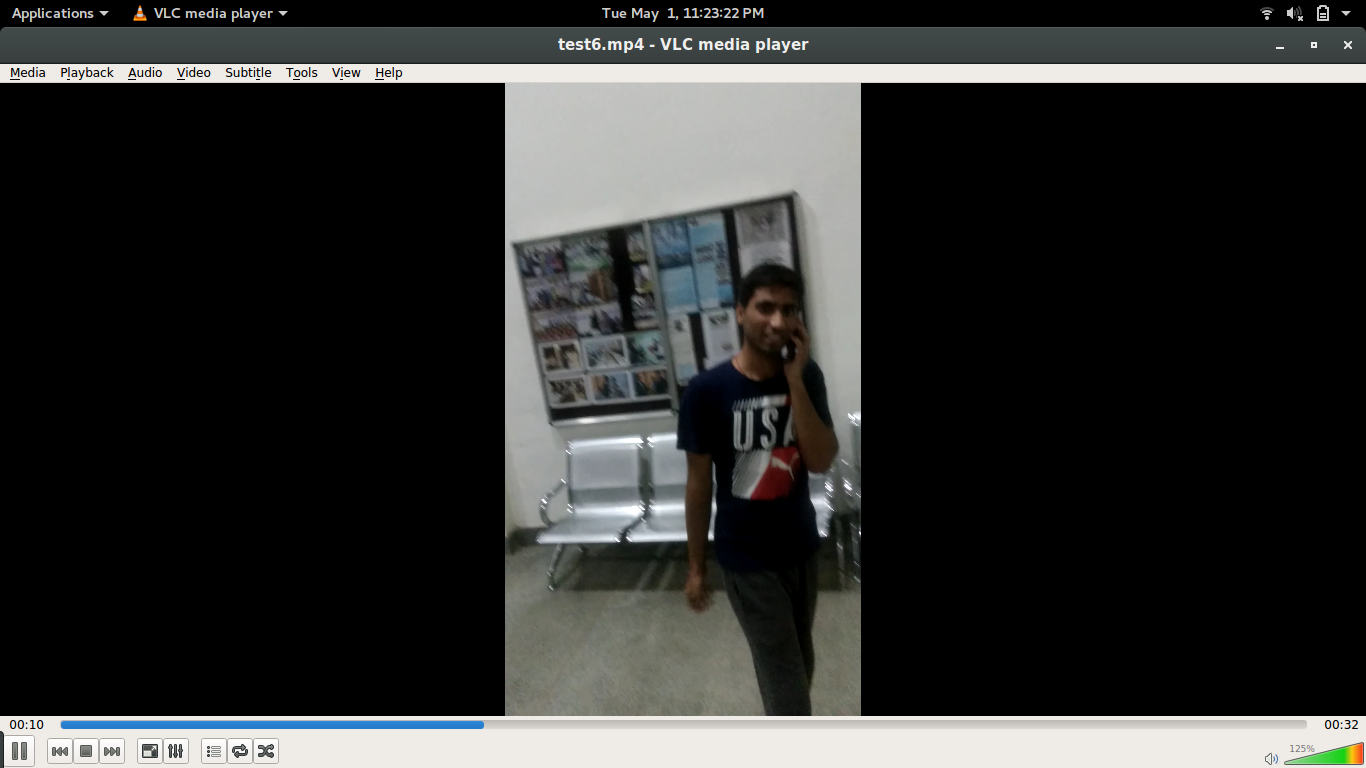 Applications VLC media player Tue May 1, 11:23:22 PM
test6.mp4 - VLC media player
Media Playback Audio Video Subtitle Tools View Help
USA
00:10 00:32
125%